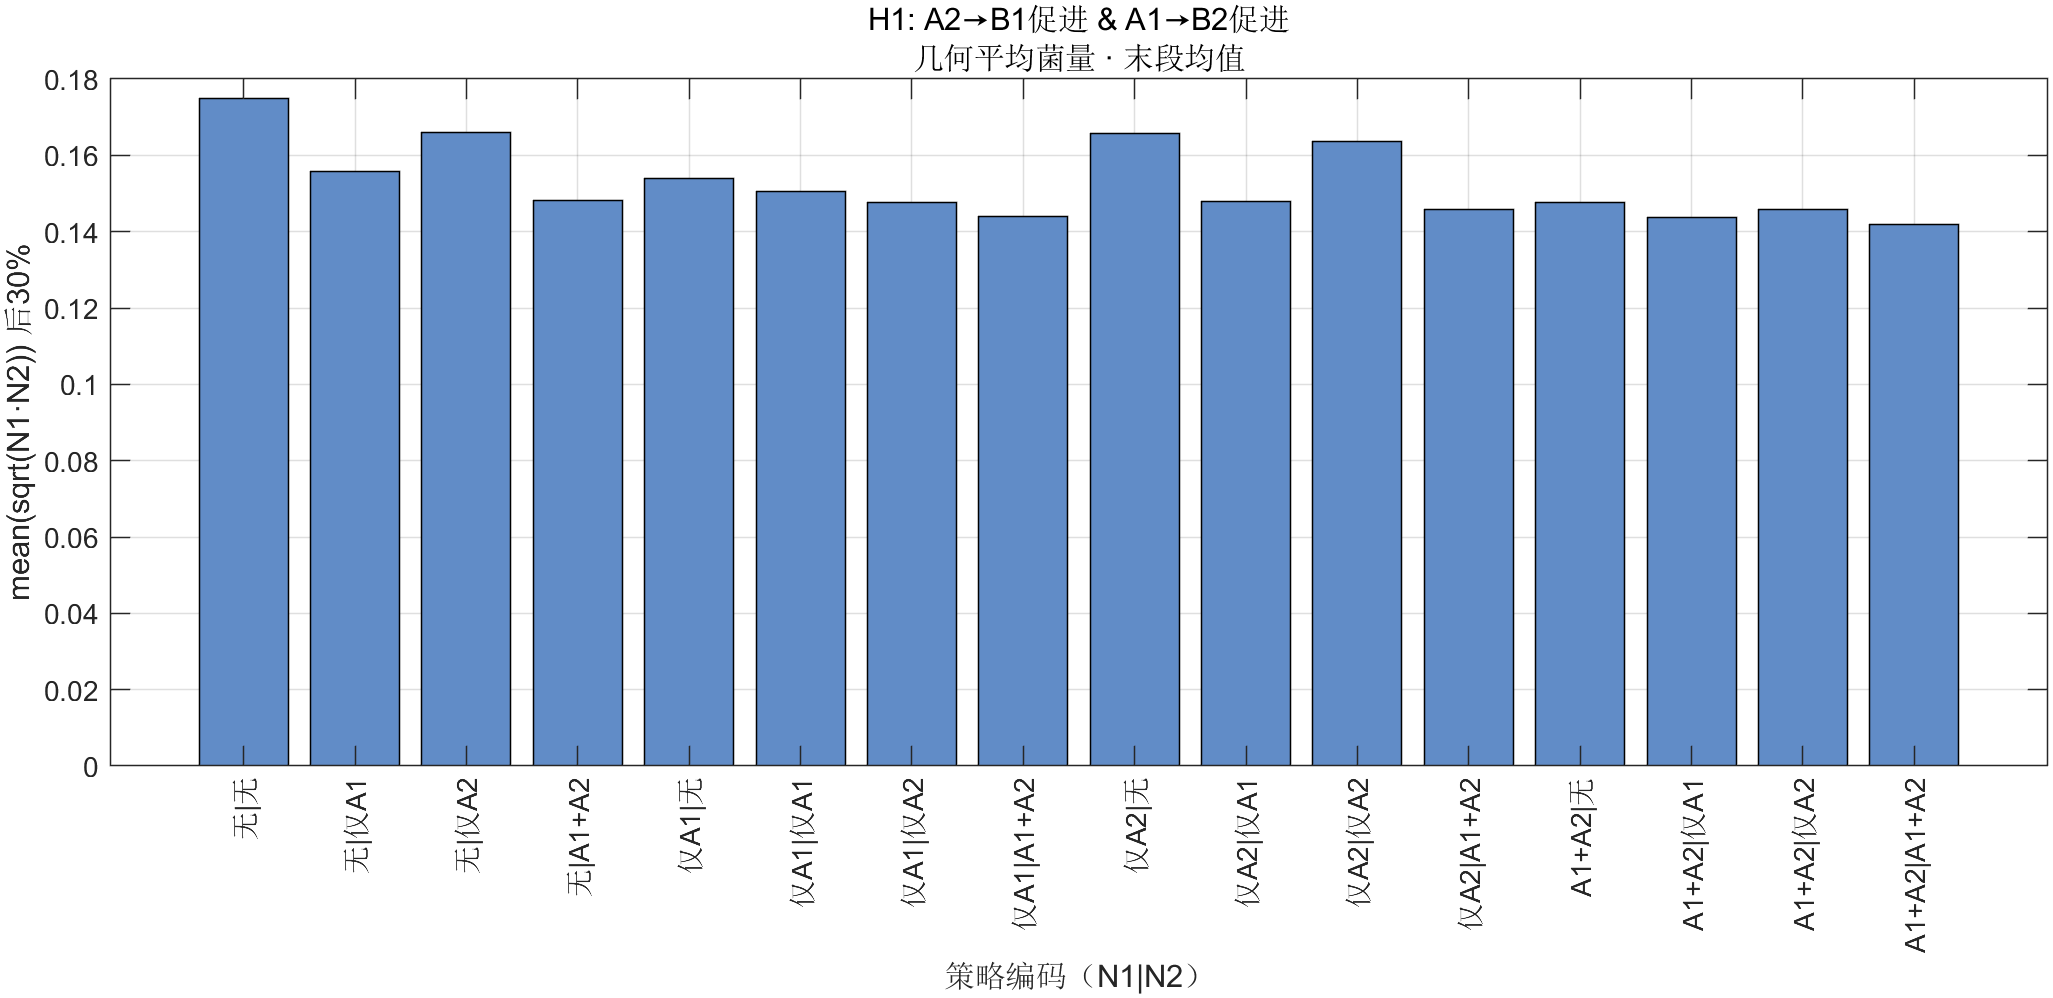 H1: A2→B1促进 & A1→B2促进
几何平均菌量 · 末段均值
mean(sqrt(N1·N2)) 后30%
0.18
0.16
0.14
0.12
0.1
0.08
0.06
0.04
0.02
0
无|无
无|仅A1
无|仅A2
无|A1+A2
仅A1|无
仅A1|仅A1
仅A1|仅A2
仅A1|A1+A2
仅A2|无
仅A2|仅A1
仅A2|仅A2
仅A2|A1+A2
A1+A2|无
A1+A2|仅A1
A1+A2|仅A2
A1+A2|A1+A2
策略编码（N1|N2）